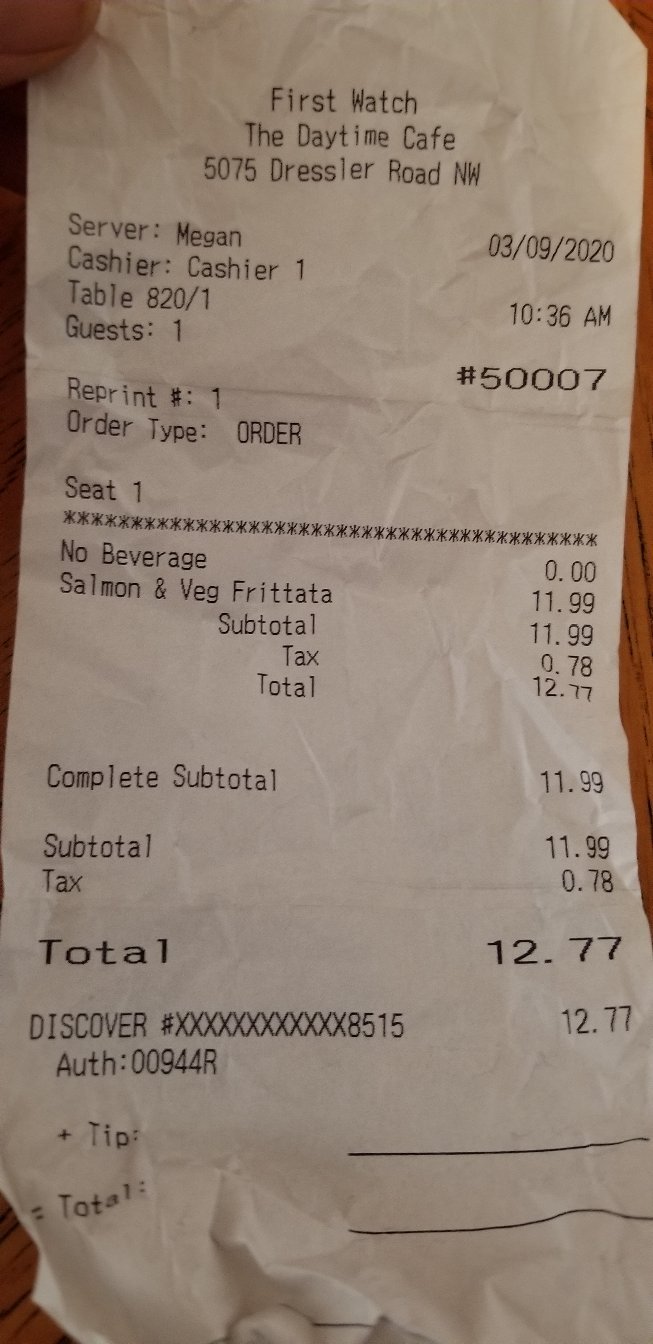 First Watch
The Daytime Cafe
5075 Dressler Road NW
Server: Megan
03/09/2020
Cashier: Cashier 1
Table 820/1
10:36 AM
Guests: 1
#50007
Reprint #: 1
Order Type: ORDER
Seat 1
******************************************
No Beverage 0.00
Salmon & Veg Frittata 11.99
Subtotal 11.99
Tax 0.78
Total 12.77
Complete Subtotal 11.99
Subtotal 11.99
Tax 0.78
Total 12.77
DISCOVER #XXXXXXXXXXXX8515 12.77
Auth:00944R
+ Tip:
= Total: